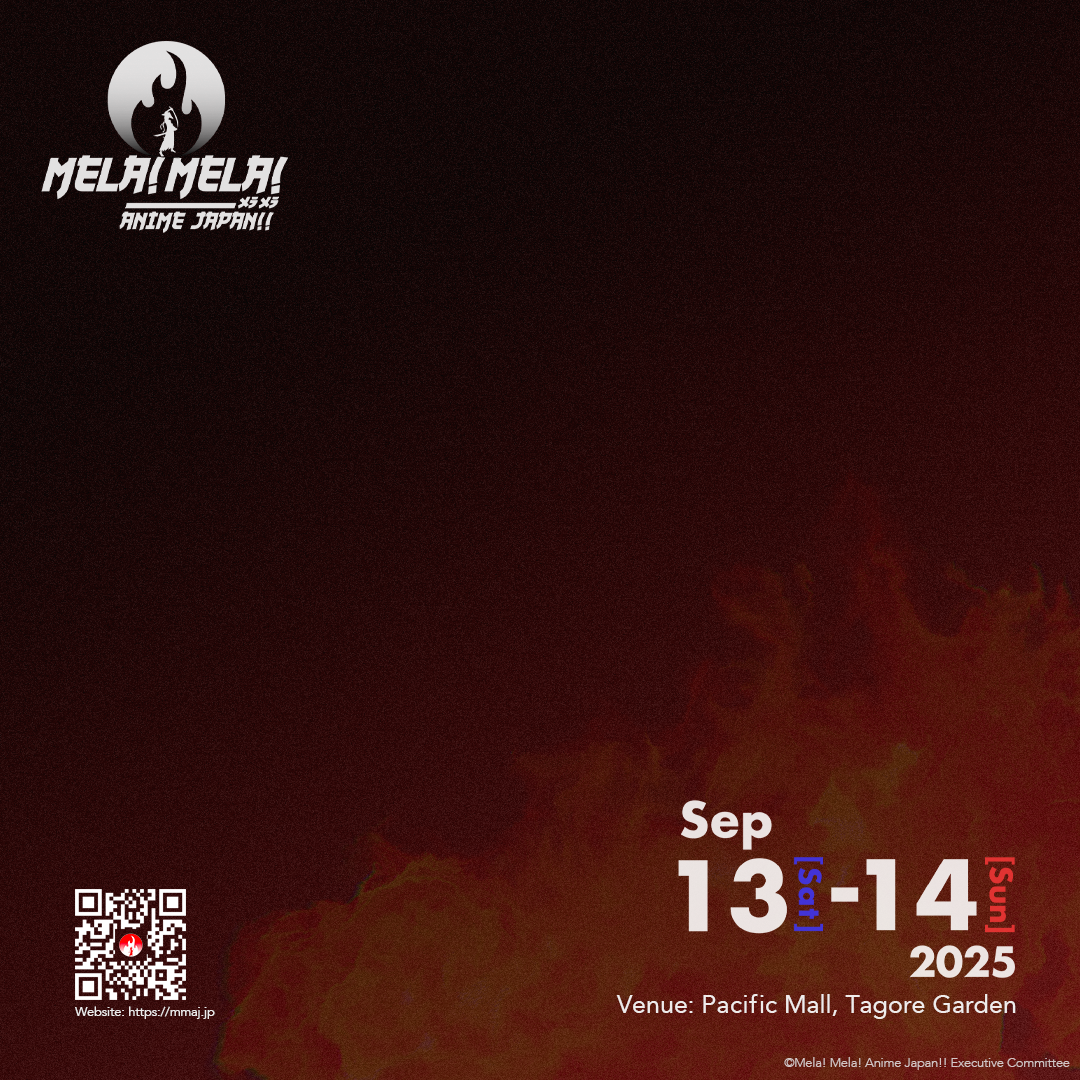 MELA! MELA!
メラ メラ
ANIME JAPAN!!
Sep
13 [Sat] -14 [Sun]
2025
Venue: Pacific Mall, Tagore Garden
Website: https://mmaj.jp
©Mela! Mela! Anime Japan!! Executive Committee